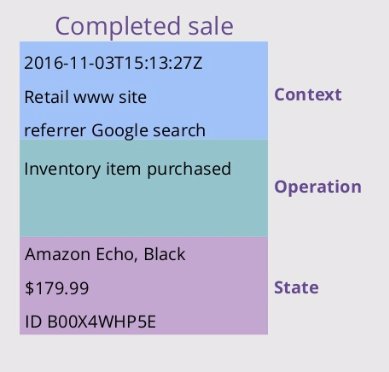 Completed sale
2016-11-03T15:13:27Z
Retail www site
referrer Google search
Context
Inventory item purchased
Operation
Amazon Echo, Black
$179.99
ID B00X4WHP5E
State